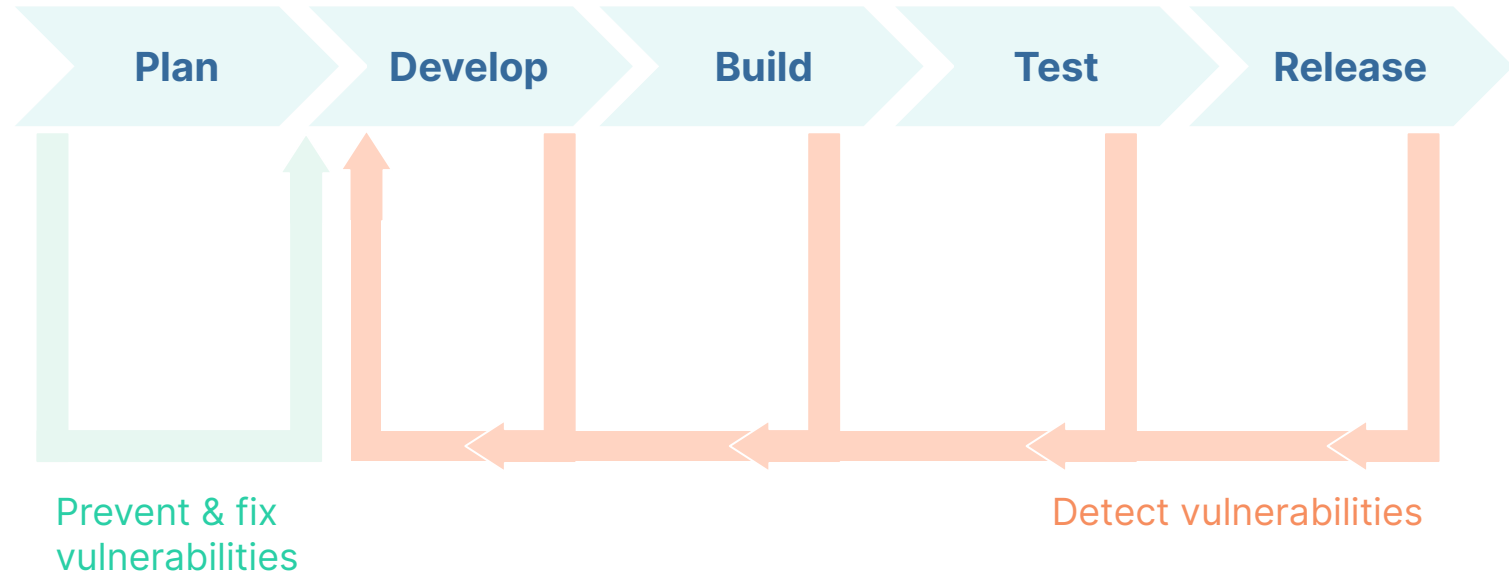 Plan
Develop
Build
Test
Release
Prevent & fix
vulnerabilities
Detect vulnerabilities